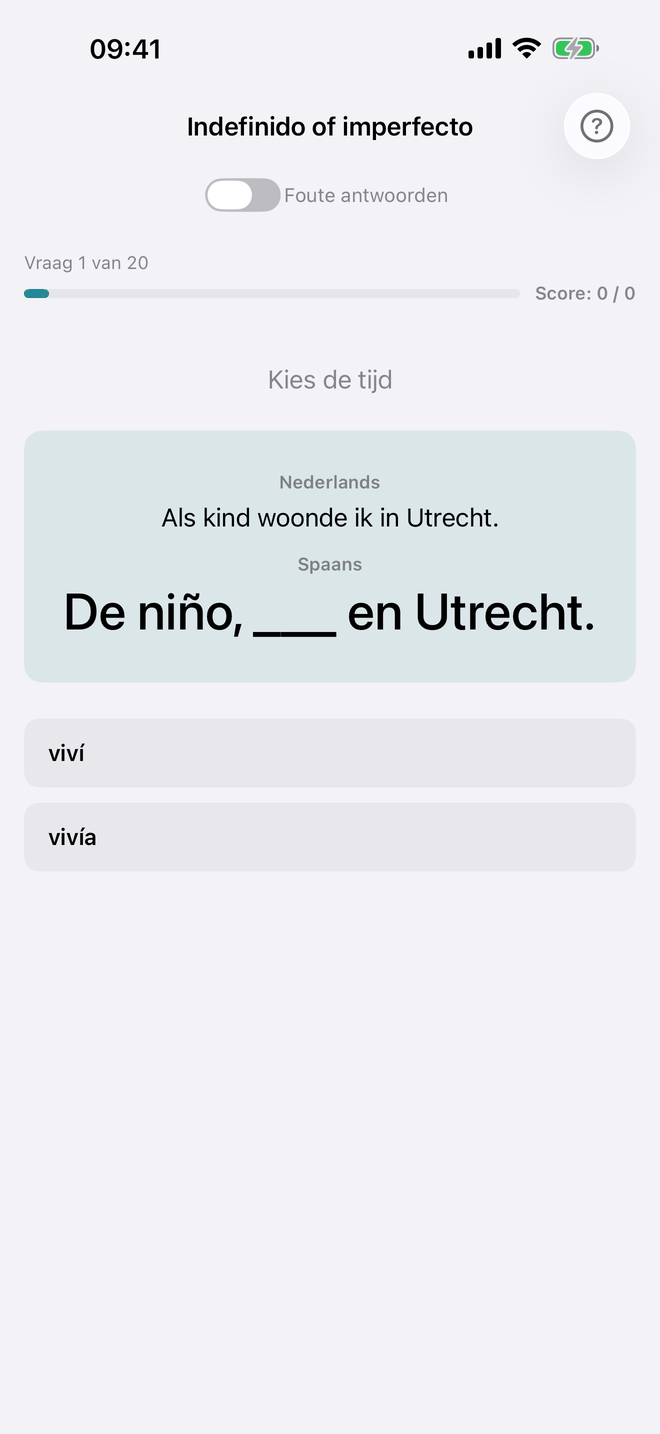 09:41
Indefinido of imperfecto
Foute antwoorden
Vraag 1 van 20
Score: 0 / 0
Kies de tijd
Nederlands
Als kind woonde ik in Utrecht.
Spaans
De niño, ___ en Utrecht.
viví
vivía